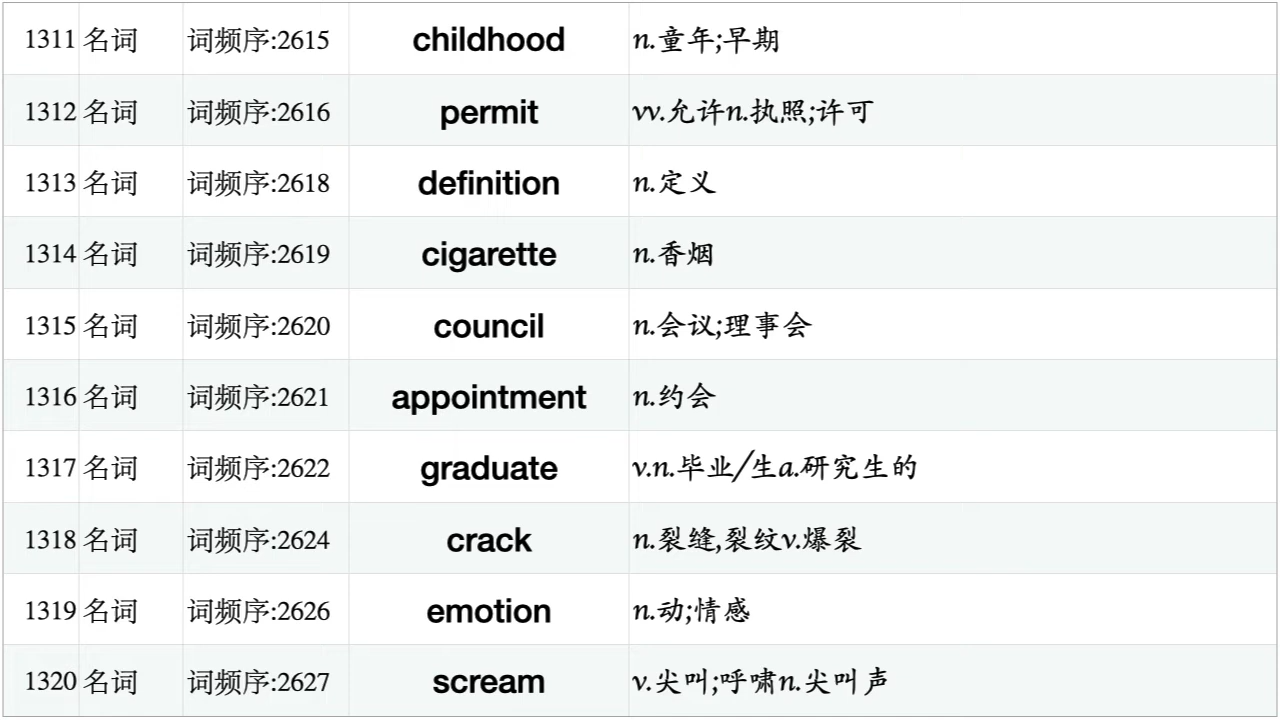 1311 名词 词频序:2615 childhood n.童年;早期
1312 名词 词频序:2616 permit vv.允许n.执照;许可
1313 名词 词频序:2618 definition n.定义
1314 名词 词频序:2619 cigarette n.香烟
1315 名词 词频序:2620 council n.会议;理事会
1316 名词 词频序:2621 appointment n.约会
1317 名词 词频序:2622 graduate v.n.毕业/生a.研究生的
1318 名词 词频序:2624 crack n.裂缝,裂纹v.爆裂
1319 名词 词频序:2626 emotion n.动;情感
1320 名词 词频序:2627 scream v.尖叫;呼啸n.尖叫声